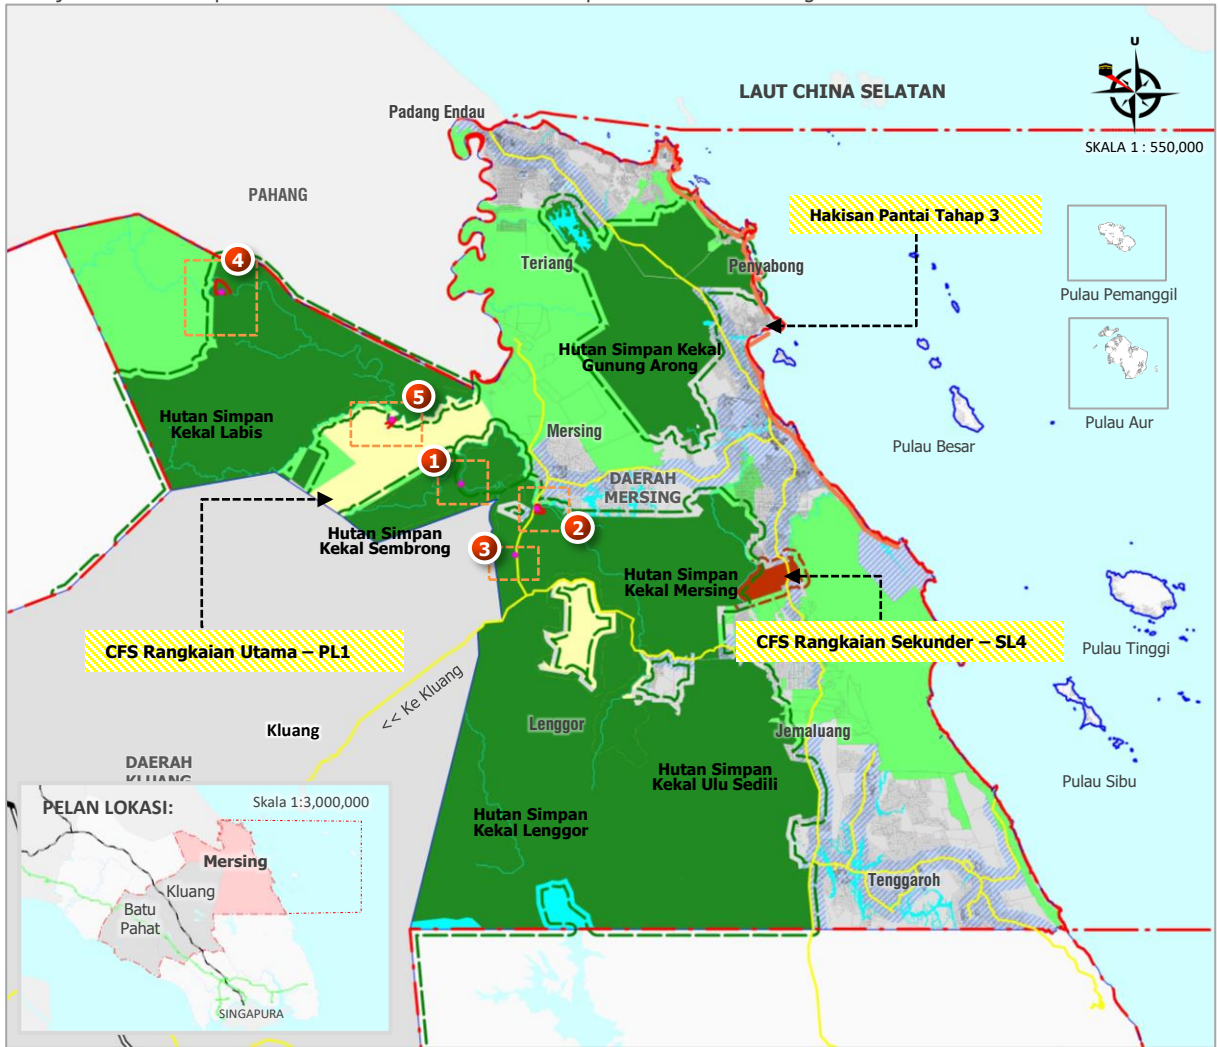 LAUT CHINA SELATAN
U
SKALA 1 : 550,000
Padang Endau
PAHANG
Hakisan Pantai Tahap 3
4
Teriang
Penyabong
Pulau Pemanggil
Hutan Simpan Kekal
Gunung Arong
5
Hutan Simpan
Kekal Labis
Mersing
Pulau Besar
Pulau Aur
1
DAERAH
MERSING
2
Hutan Simpan
Kekal Sembrong
3
Hutan Simpan
Kekal Mersing
CFS Rangkaian Utama – PL1
CFS Rangkaian Sekunder – SL4
Pulau Tinggi
<< Ke Kluang
Kluang
Lenggor
Jemaluang
DAERAH
KLUANG
Hutan Simpan
Kekal Ulu Sedili
Pulau Sibu
Hutan Simpan
Kekal Lenggor
Tenggaroh
PELAN LOKASI:
Skala 1:3,000,000
Mersing
Kluang
Batu
Pahat
SINGAPURA